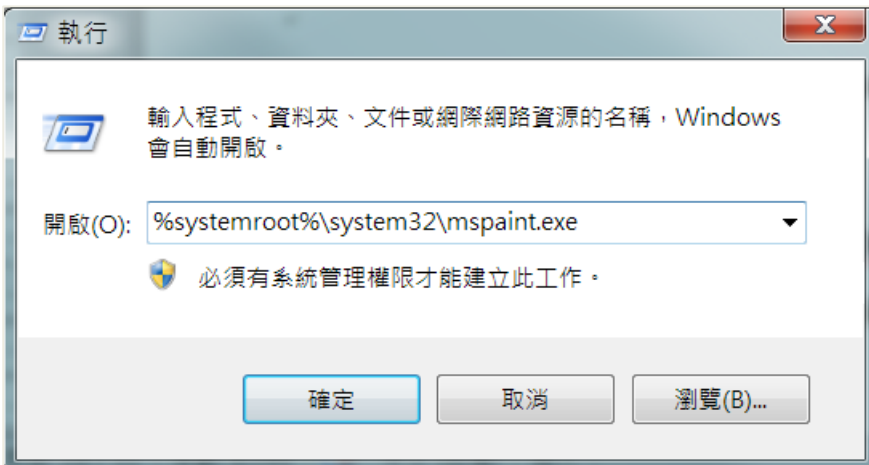 執行
輸入程式、資料夾、文件或網際網路資源的名稱，Windows
會自動開啟。
開啟(O): %systemroot%\system32\mspaint.exe
必須有系統管理權限才能建立此工作。
確定 取消 瀏覽(B)...